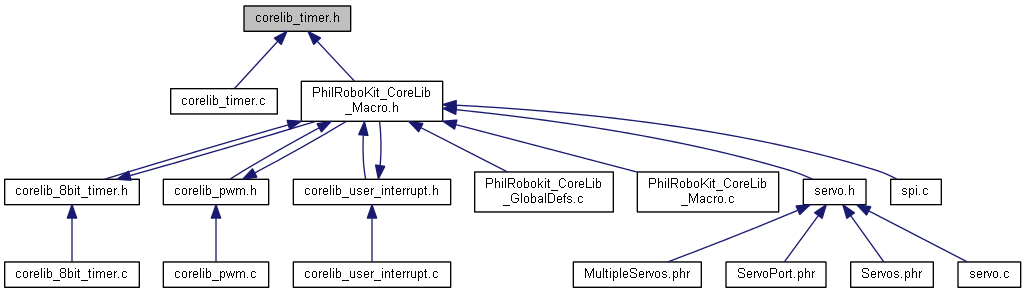 corelib_timer.h
corelib_timer.c
PhilRoboKit_CoreLib
_Macro.h
corelib_8bit_timer.h
corelib_pwm.h
corelib_user_interrupt.h
PhilRobokit_CoreLib
_GlobalDefs.c
PhilRoboKit_CoreLib
_Macro.c
servo.h
spi.c
corelib_8bit_timer.c
corelib_pwm.c
corelib_user_interrupt.c
MultipleServos.phr
ServoPort.phr
Servos.phr
servo.c